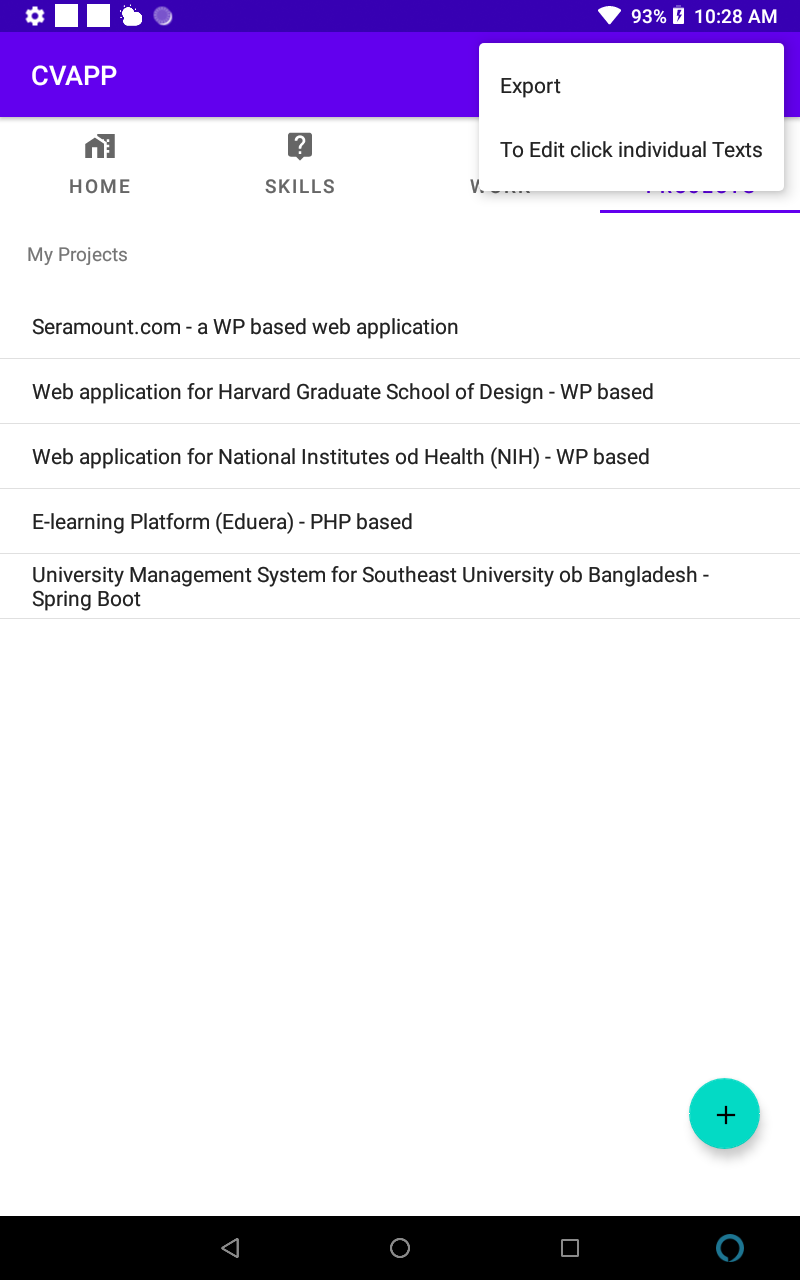 93% 10:28 AM
CVAPP
Export
To Edit click individual Texts
HOME
SKILLS
WORK
PROJECTS
My Projects
Seramount.com - a WP based web application
Web application for Harvard Graduate School of Design - WP based
Web application for National Institutes od Health (NIH) - WP based
E-learning Platform (Eduera) - PHP based
University Management System for Southeast University ob Bangladesh -
Spring Boot